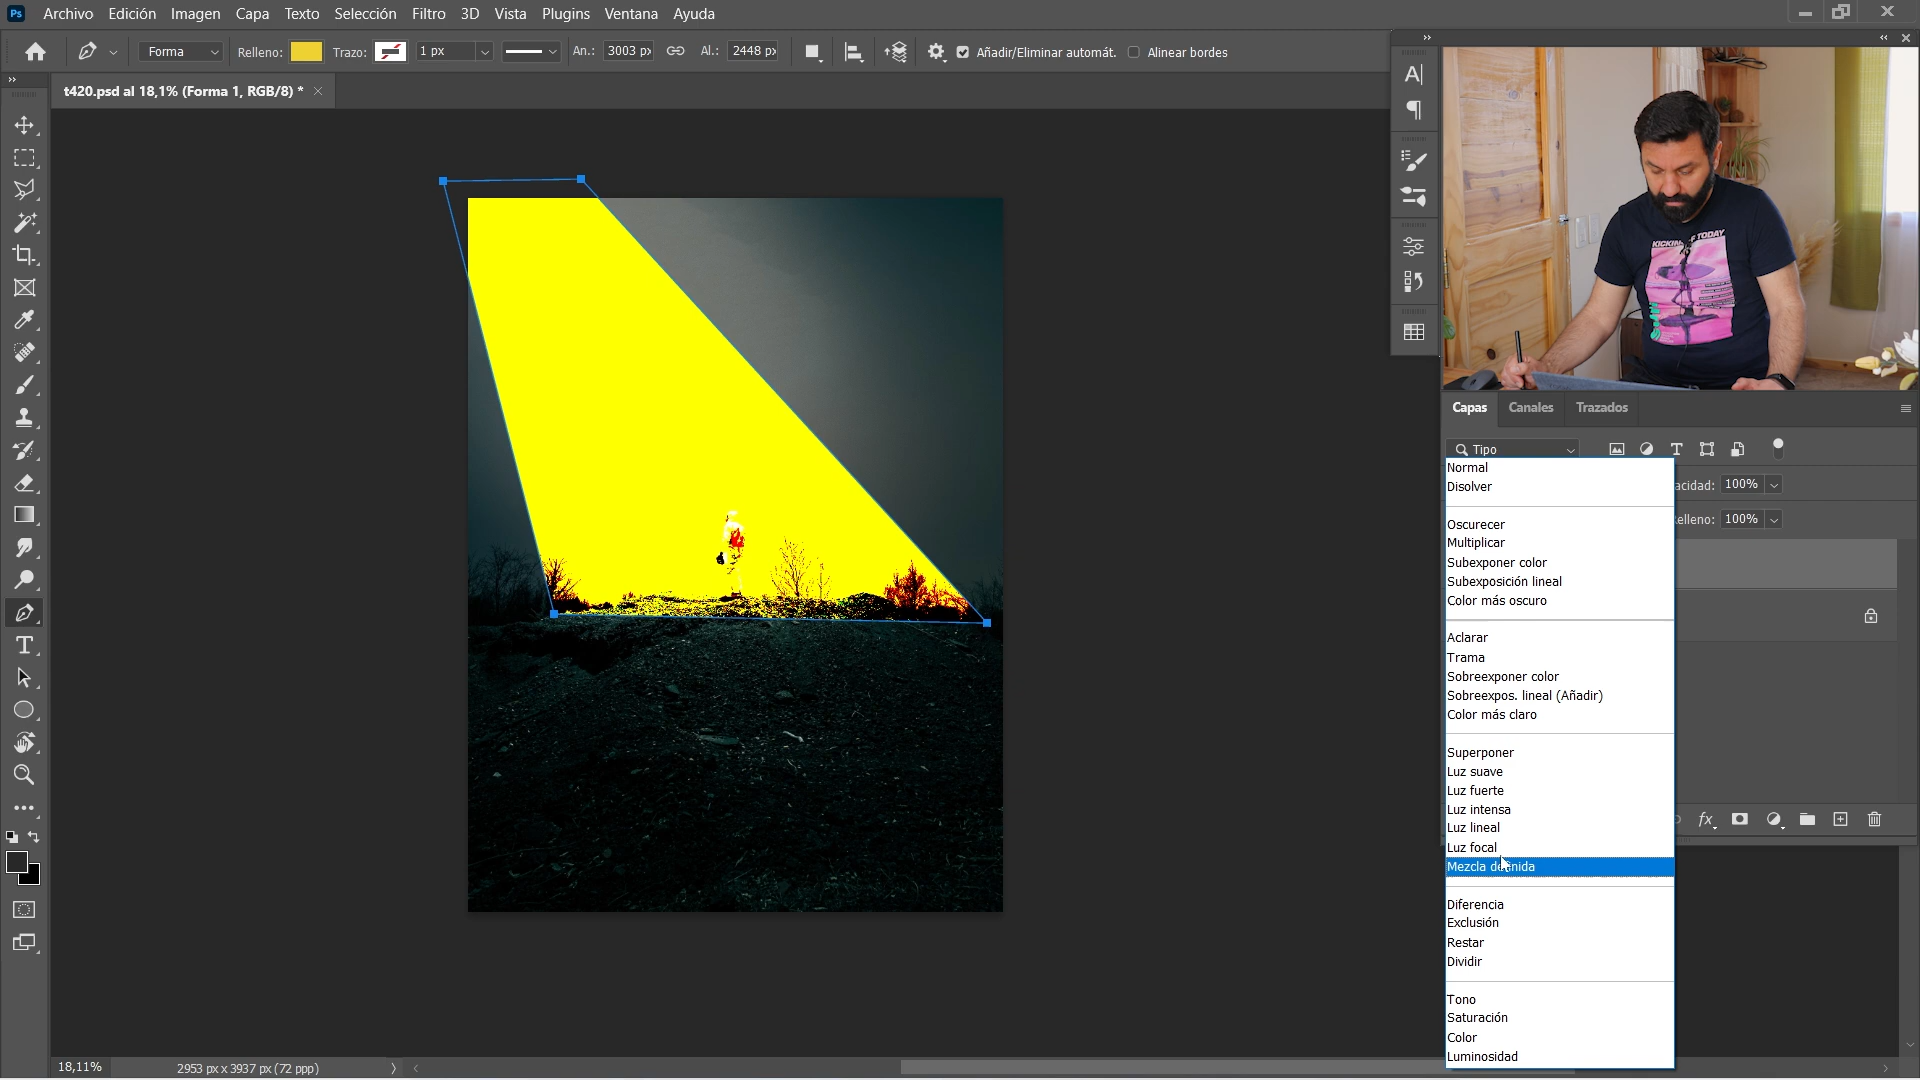 Ps Archivo Edición Imagen Capa Texto Selección Filtro 3D Vista Plugins Ventana Ayuda
Forma Relleno: Trazo: 1 px An.: 3003 px Al.: 2448 px Añadir/Eliminar automát. Alinear bordes
t420.psd al 18,1% (Forma 1, RGB/8) *
KICKIN TODAY
Capas Canales Trazados
Tipo
Normal
Disolver
acidad: 100%
Oscurecer
elleno: 100%
Multiplicar
Subexponer color
Subexposición lineal
Color más oscuro
Aclarar
Trama
Sobreexponer color
Sobreexpos. lineal (Añadir)
Color más claro
Superponer
Luz suave
Luz fuerte
Luz intensa
Luz lineal
Luz focal
Mezcla definida
fx
Diferencia
Exclusión
Restar
Dividir
Tono
Saturación
Color
Luminosidad
18,11% 2953 px x 3937 px (72 ppp)